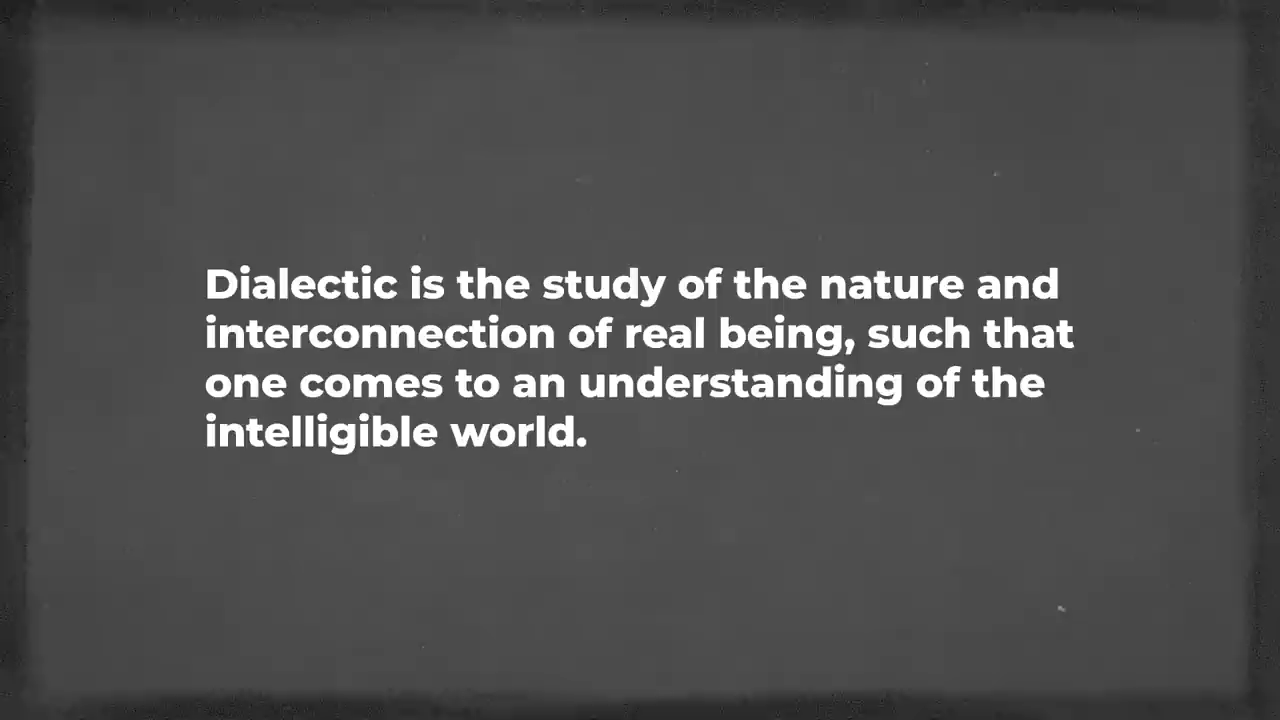 Dialectic is the study of the nature and
interconnection of real being, such that
one comes to an understanding of the
intelligible world.